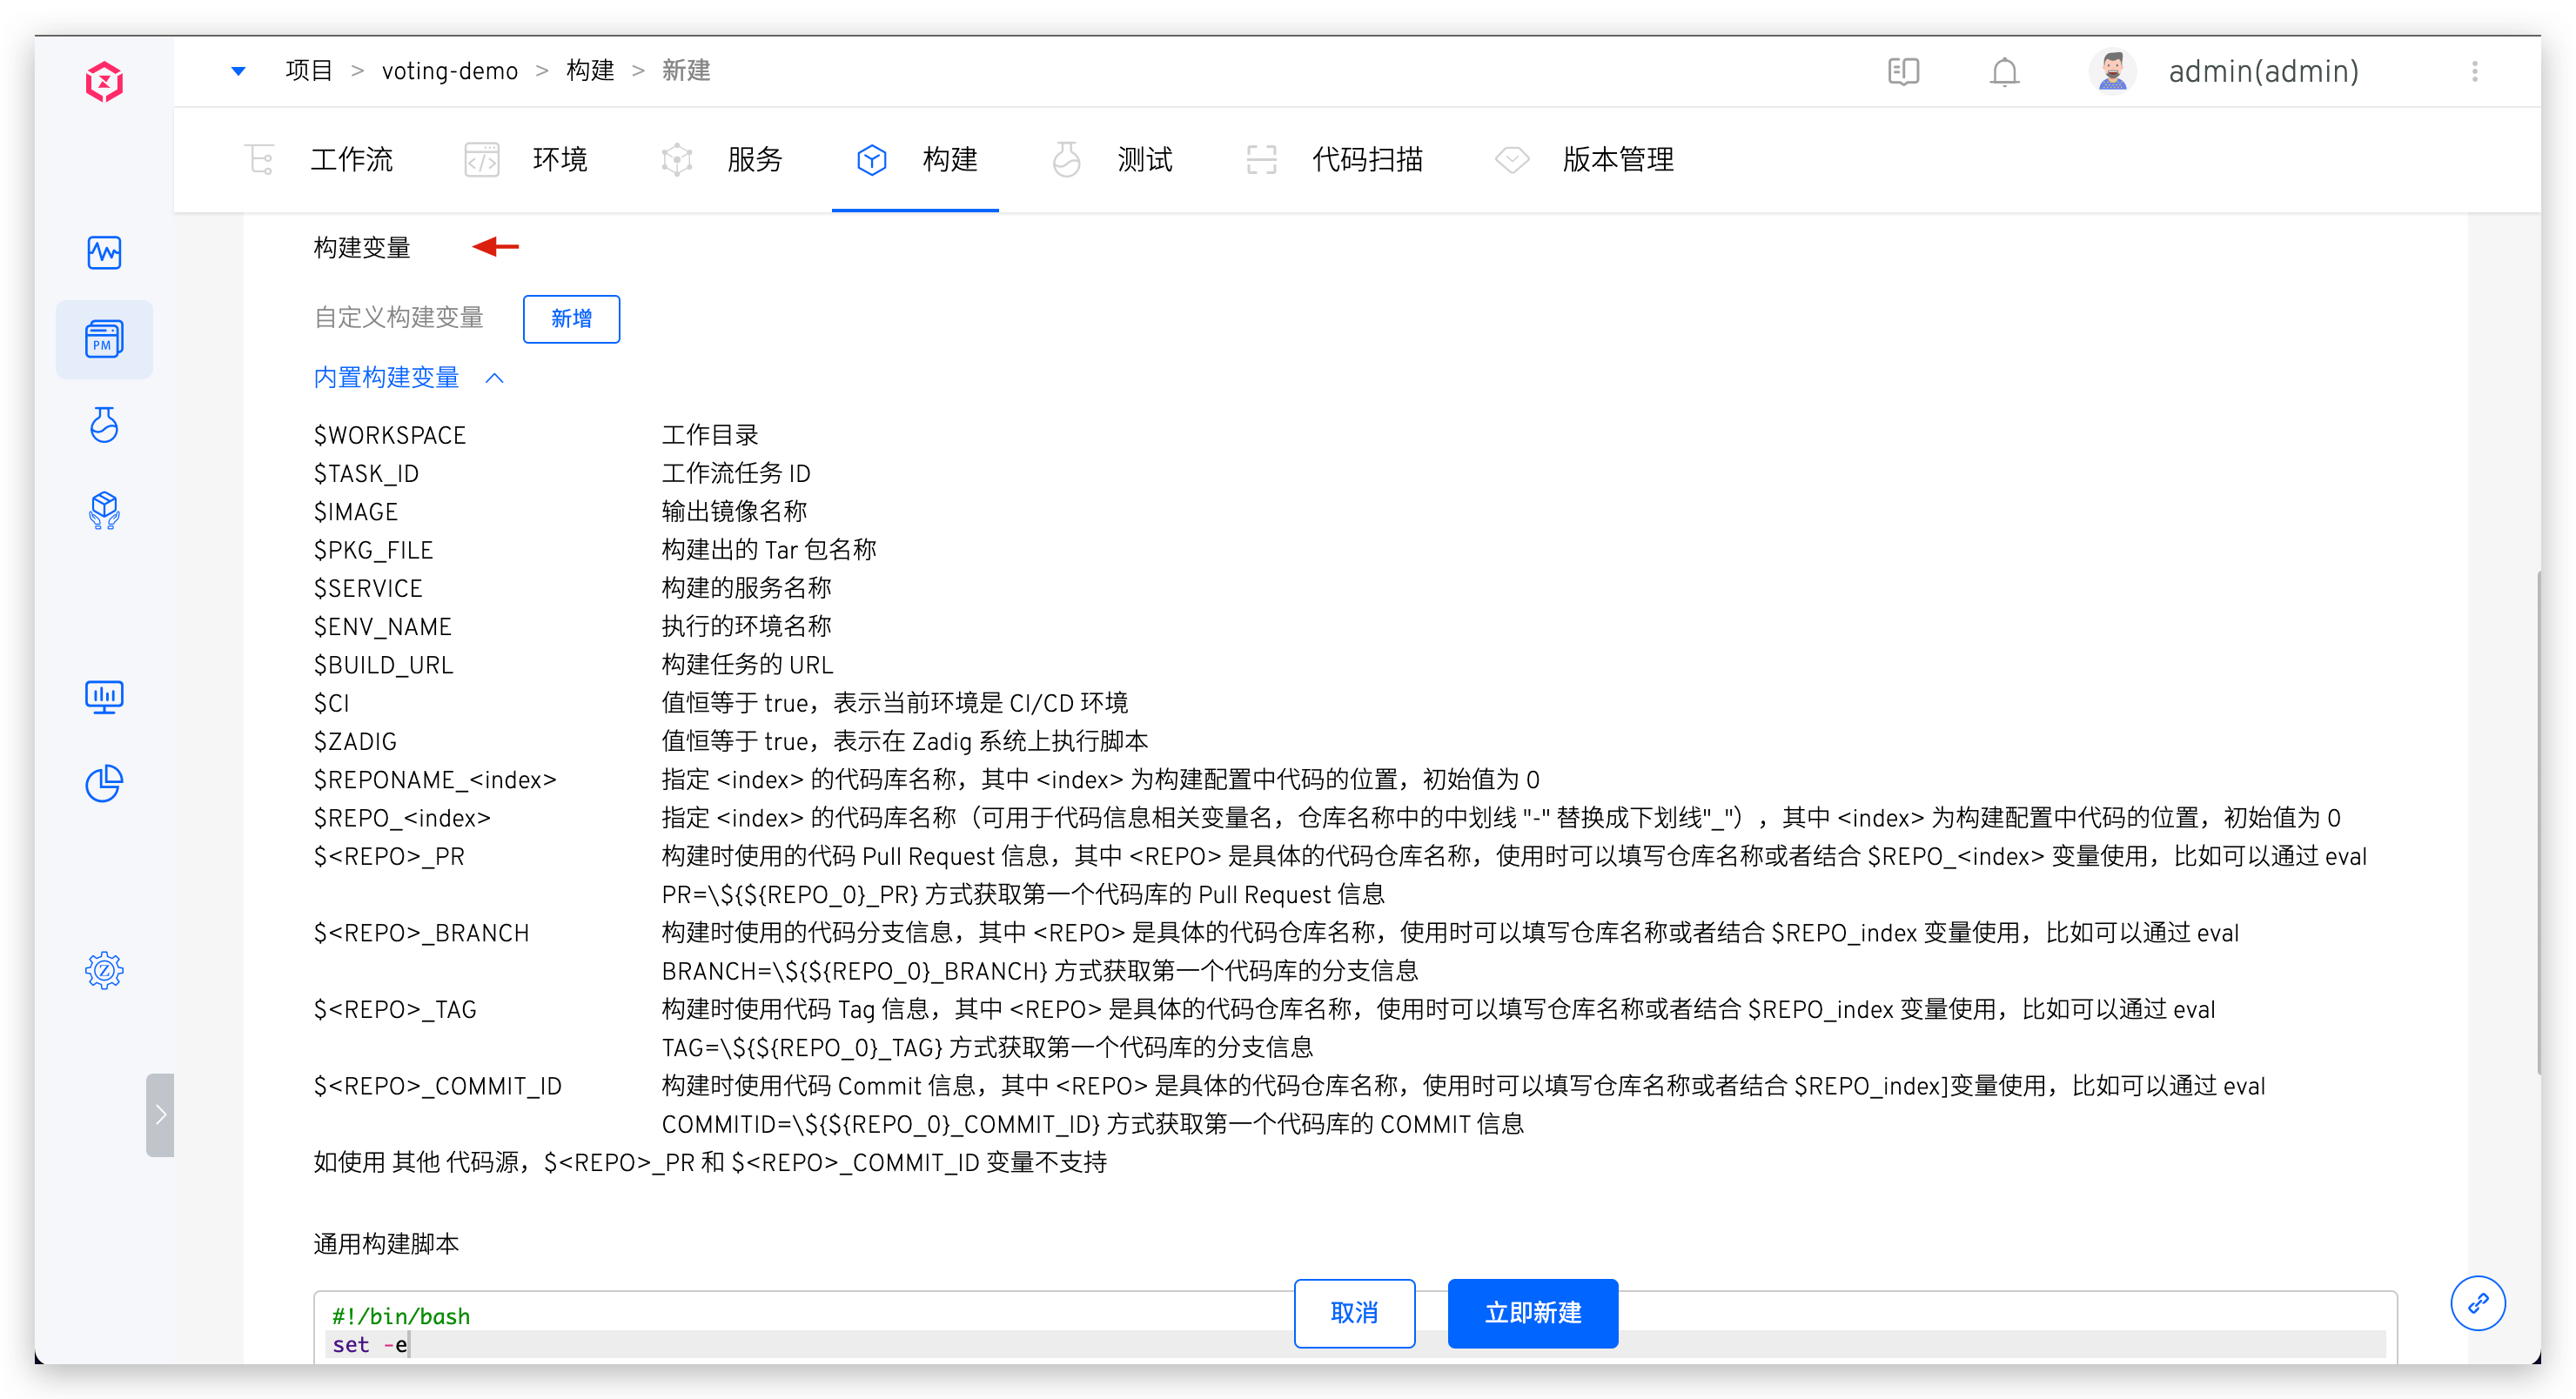 项目 > voting-demo > 构建 > 新建
admin(admin)
工作流 环境 服务 构建 测试 代码扫描 版本管理
PM
构建变量
自定义构建变量 新增
内置构建变量
$WORKSPACE 工作目录
$TASK_ID 工作流任务 ID
$IMAGE 输出镜像名称
$PKG_FILE 构建出的 Tar 包名称
$SERVICE 构建的服务名称
$ENV_NAME 执行的环境名称
$BUILD_URL 构建任务的 URL
$CI 值恒等于 true，表示当前环境是 CI/CD 环境
$ZADIG 值恒等于 true，表示在 Zadig 系统上执行脚本
$REPONAME_<index> 指定 <index> 的代码库名称，其中 <index> 为构建配置中代码的位置，初始值为 0
$REPO_<index> 指定 <index> 的代码库名称（可用于代码信息相关变量名，仓库名称中的中划线 "-" 替换成下划线"_"），其中 <index> 为构建配置中代码的位置，初始值为 0
$<REPO>_PR 构建时使用的代码 Pull Request 信息，其中 <REPO> 是具体的代码仓库名称，使用时可以填写仓库名称或者结合 $REPO_<index> 变量使用，比如可以通过 eval
PR=\${${REPO_0}_PR} 方式获取第一个代码库的 Pull Request 信息
$<REPO>_BRANCH 构建时使用的代码分支信息，其中 <REPO> 是具体的代码仓库名称，使用时可以填写仓库名称或者结合 $REPO_index 变量使用，比如可以通过 eval
BRANCH=\${${REPO_0}_BRANCH} 方式获取第一个代码库的分支信息
$<REPO>_TAG 构建时使用代码 Tag 信息，其中 <REPO> 是具体的代码仓库名称，使用时可以填写仓库名称或者结合 $REPO_index 变量使用，比如可以通过 eval
TAG=\${${REPO_0}_TAG} 方式获取第一个代码库的分支信息
$<REPO>_COMMIT_ID 构建时使用代码 Commit 信息，其中 <REPO> 是具体的代码仓库名称，使用时可以填写仓库名称或者结合 $REPO_index]变量使用，比如可以通过 eval
COMMITID=\${${REPO_0}_COMMIT_ID} 方式获取第一个代码库的 COMMIT 信息
如使用 其他 代码源，$<REPO>_PR 和 $<REPO>_COMMIT_ID 变量不支持
通用构建脚本
#!/bin/bash
set -e
取消 立即新建